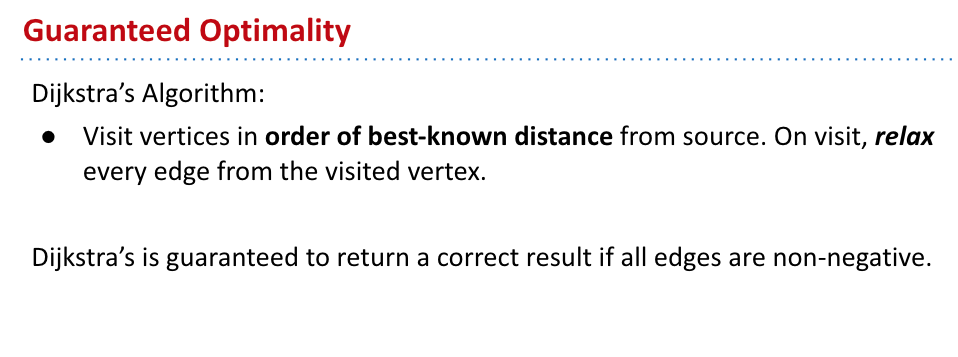 Guaranteed Optimality
Dijkstra’s Algorithm:
● Visit vertices in order of best-known distance from source. On visit, relax
every edge from the visited vertex.
Dijkstra’s is guaranteed to return a correct result if all edges are non-negative.